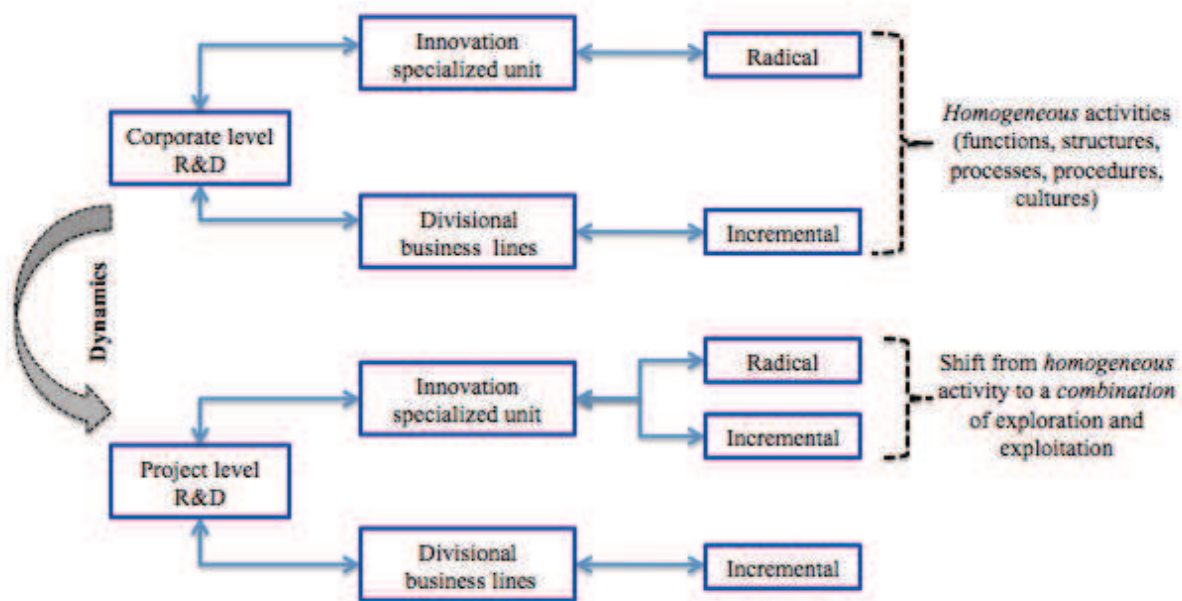 Innovation
specialized unit
Radical
Corporate level
R&D
Homogeneous activities
(functions, structures,
processes, procedures,
cultures)
Divisional
business lines
Incremental
Dynamics
Innovation
specialized unit
Radical
Incremental
Shift from homogeneous
activity to a combination
of exploration and
exploitation
Project level
R&D
Divisional
business lines
Incremental